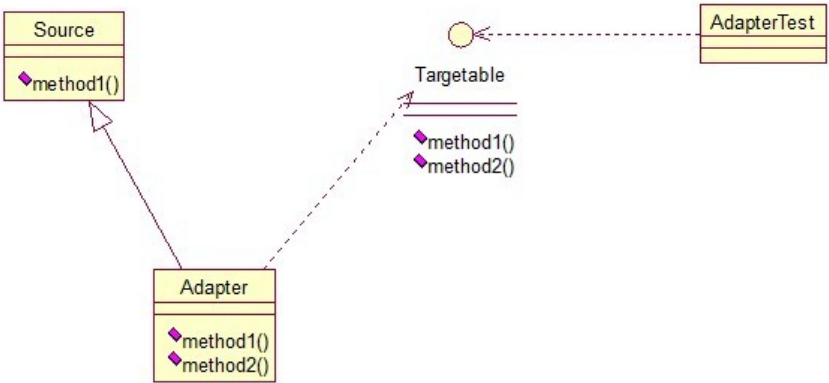 Source
method1()
Targetable
method1()
method2()
AdapterTest
Adapter
method1()
method2()